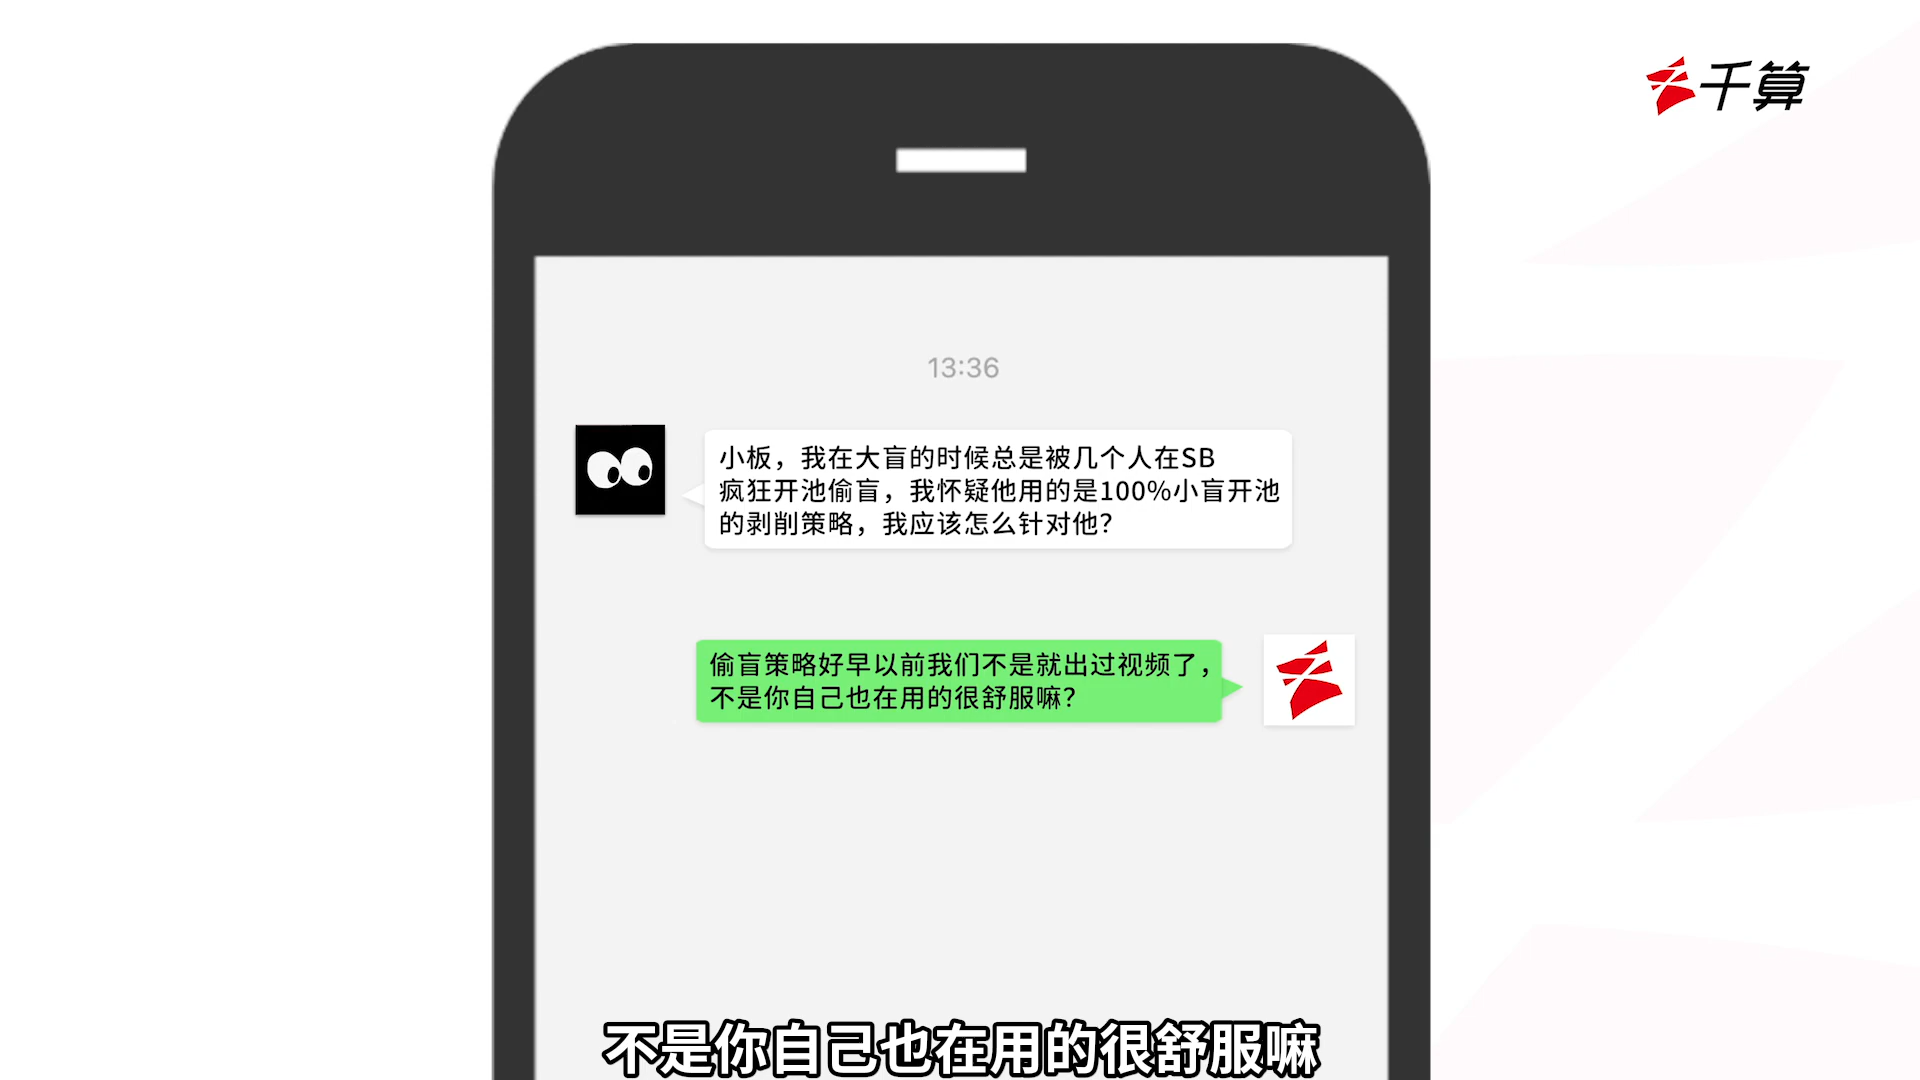 千算
13:36
小板，我在大盲的时候总是被几个人在SB
疯狂开池偷盲，我怀疑他用的是100%小盲开池
的剥削策略，我应该怎么针对他？
偷盲策略好早以前我们不是就出过视频了，
不是你自己也在用的很舒服嘛？
不是你自己也在用的很舒服嘛